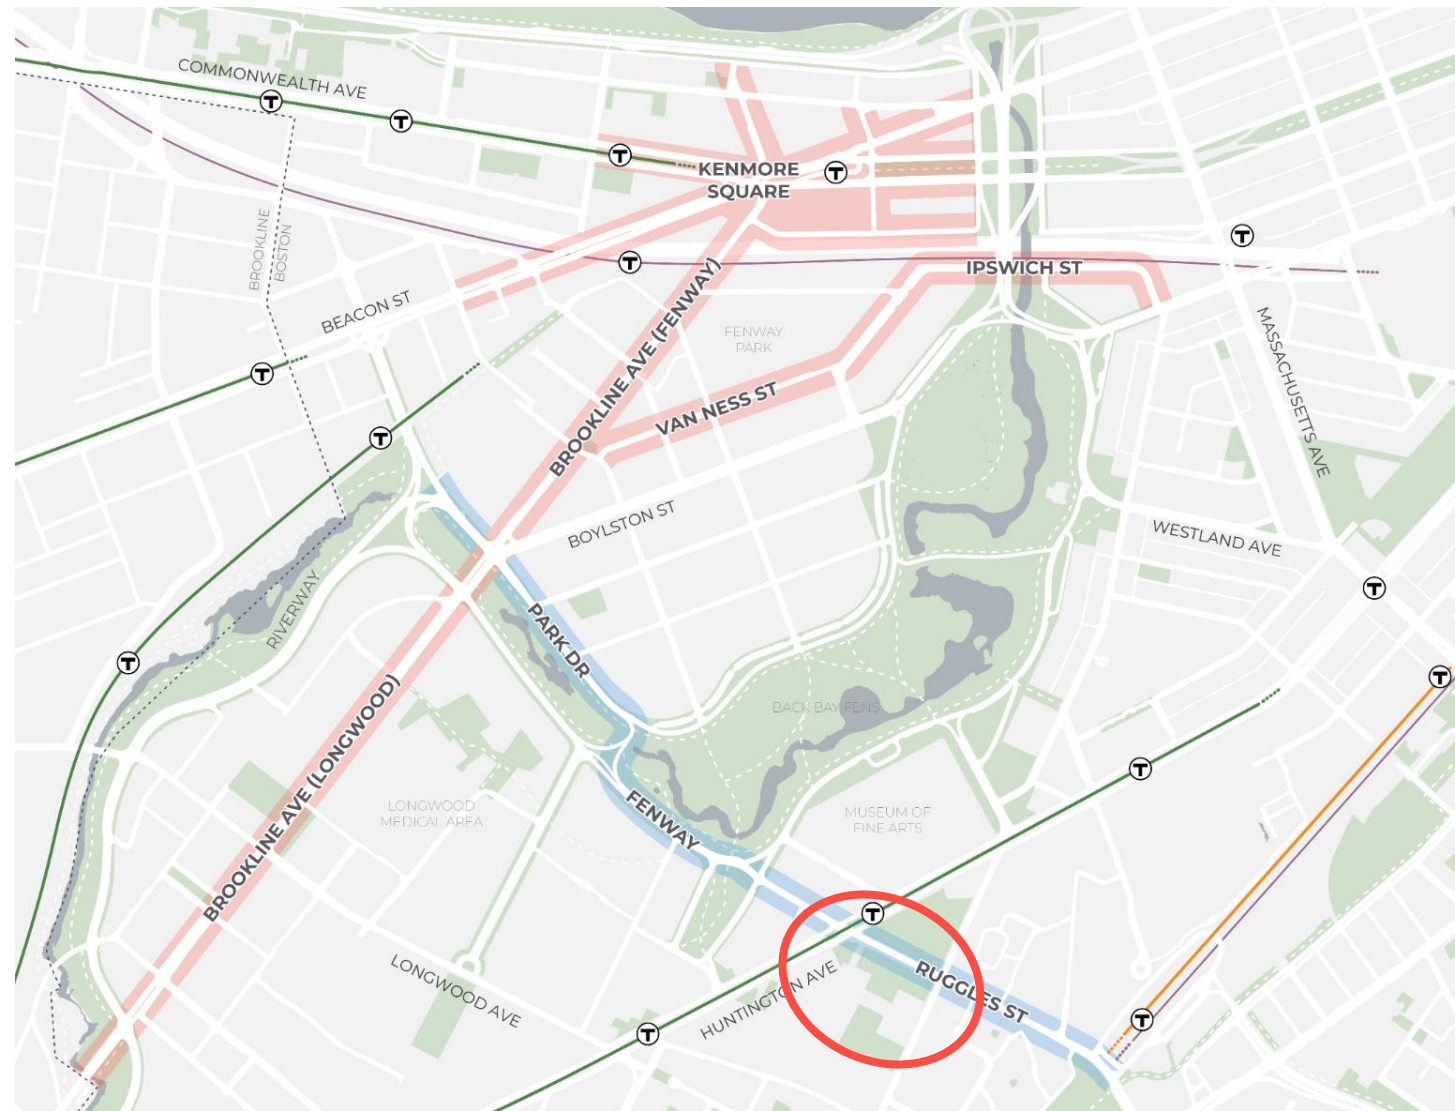 COMMONWEALTH AVE
T
T
T
KENMORE
SQUARE
T
BROOKLINE
BOSTON
T
T
IPSWICH ST
BEACON ST
FENWAY
PARK
BROOKLINE AVE (FENWAY)
MASSACHUSETTS AVE
T
VAN NESS ST
T
BOYLSTON ST
WESTLAND AVE
RIVERWAY
T
PARK DR
T
T
BACK BAY FENS
BROOKLINE AVE (LONGWOOD)
T
LONGWOOD
MEDICAL AREA
FENWAY
MUSEUM OF
FINE ARTS
T
RUGGLES ST
LONGWOOD AVE
HUNTINGTON AVE
T
T